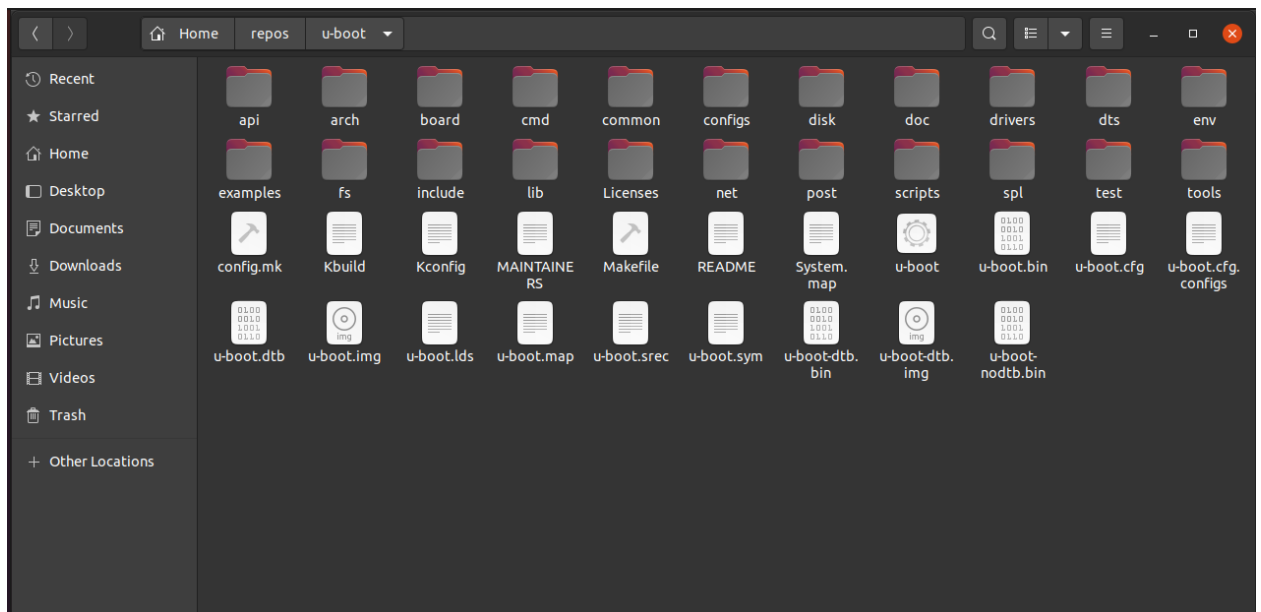 Home repos u-boot
Recent
Starred
Home
Desktop
Documents
Downloads
Music
Pictures
Videos
Trash
Other Locations
api arch board cmd common configs disk doc drivers dts env
examples fs include lib Licenses net post scripts spl test tools
config.mk Kbuild Kconfig MAINTAINE Makefile README System. u-boot u-boot.bin u-boot.cfg u-boot.cfg.
RS map configs
u-boot.dtb u-boot.img u-boot.lds u-boot.map u-boot.srec u-boot.sym u-boot-dtb. u-boot-dtb. u-boot-
bin img nodtb.bin